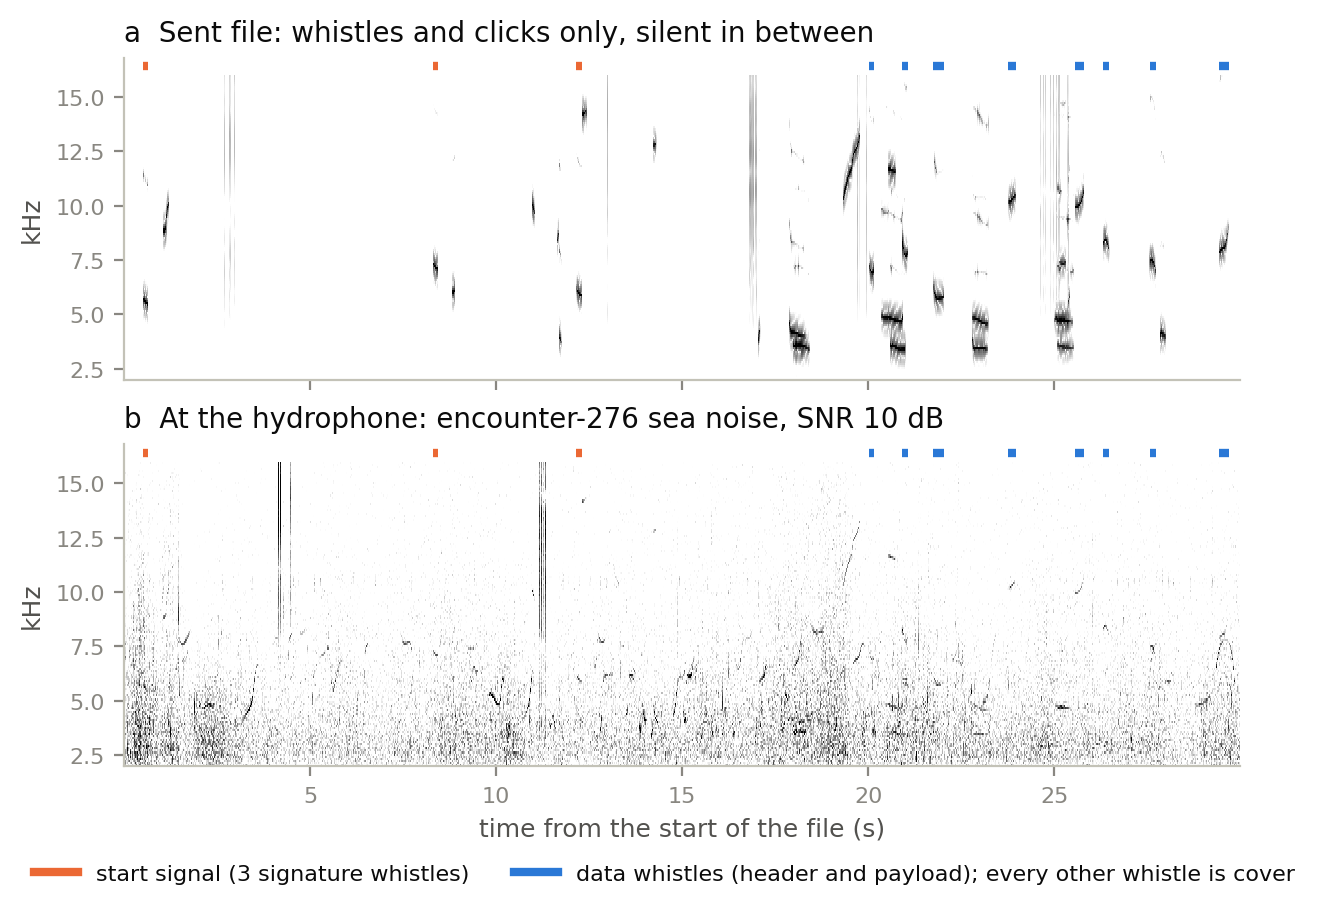 a  Sent file: whistles and clicks only, silent in between
15.0
12.5
10.0
7.5
5.0
2.5
kHz
b  At the hydrophone: encounter-276 sea noise, SNR 10 dB
15.0
12.5
10.0
7.5
5.0
2.5
kHz
5 10 15 20 25
time from the start of the file (s)
start signal (3 signature whistles)
data whistles (header and payload); every other whistle is cover